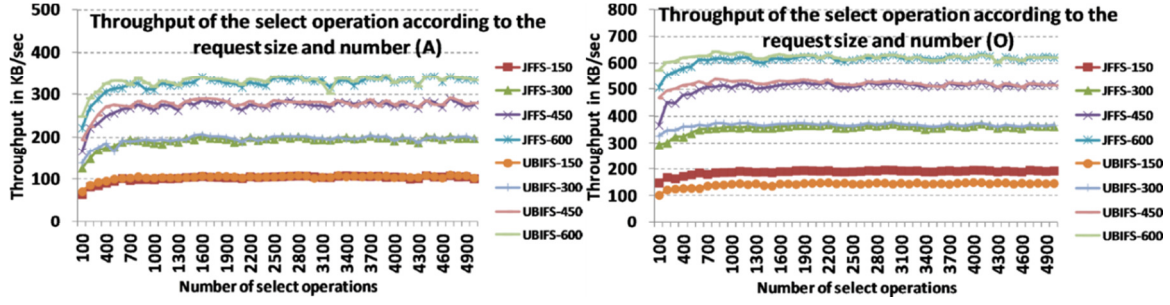 Throughput of the select operation according to the
request size and number (A)
Throughput in KB/sec
500
400
300
200
100
0
100
400
700
1000
1300
1600
1900
2200
2500
2800
3100
3400
3700
4000
4300
4600
4900
Number of select operations
JFFS-150
JFFS-300
JFFS-450
JFFS-600
UBIFS-150
UBIFS-300
UBIFS-450
UBIFS-600
Throughput of the select operation according to the
request size and number (O)
Throughput in KB/sec
800
700
600
500
400
300
200
100
0
100
400
700
1000
1300
1600
1900
2200
2500
2800
3100
3400
3700
4000
4300
4600
4900
Number of select operations
JFFS-150
JFFS-300
JFFS-450
JFFS-600
UBIFS-150
UBIFS-300
UBIFS-450
UBIFS-600